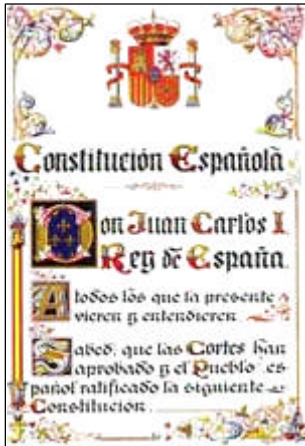 Constitución Española
Don Juan Carlos I
Rey de España
A todos los que la presente
vieren y entendieren
Sabed: que las Cortes han
aprobado y el Pueblo es
pañol ratificado la siguiente
Constitución